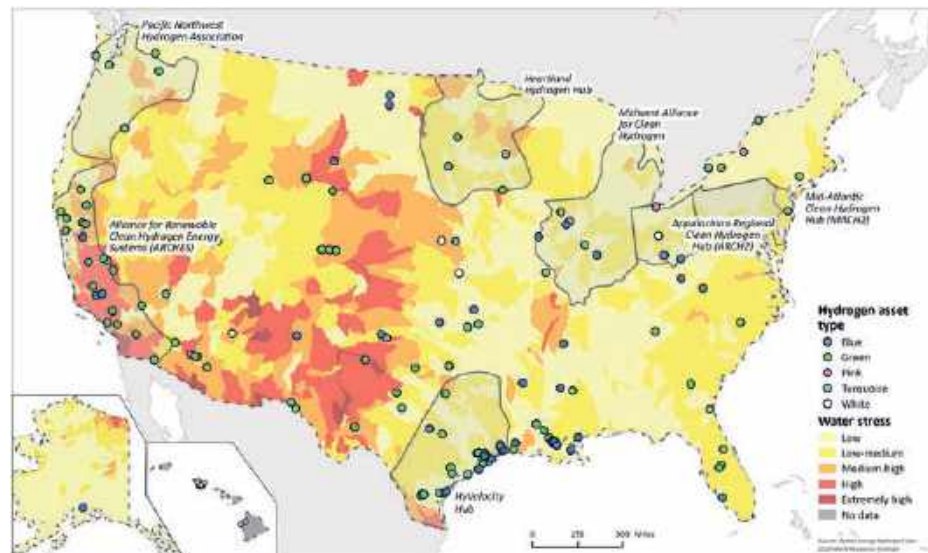 Pacific Northwest
Hydrogen Association
Heartland
Hydrogen Hub
Midwest Alliance
for Clean
Hydrogen
Mid-Atlantic
Clean Hydrogen
Hub (MACH2)
Appalachian Regional
Clean Hydrogen
Hub (ARCH2)
Alliance for Renewable
Clean Hydrogen Energy
Systems (ARCHES)
HyVelocity
Hub
Hydrogen asset
type
Blue
Green
Pink
Turquoise
White
Water stress
Low
Low-medium
Medium-high
High
Extremely high
No data
0 150 300 Miles